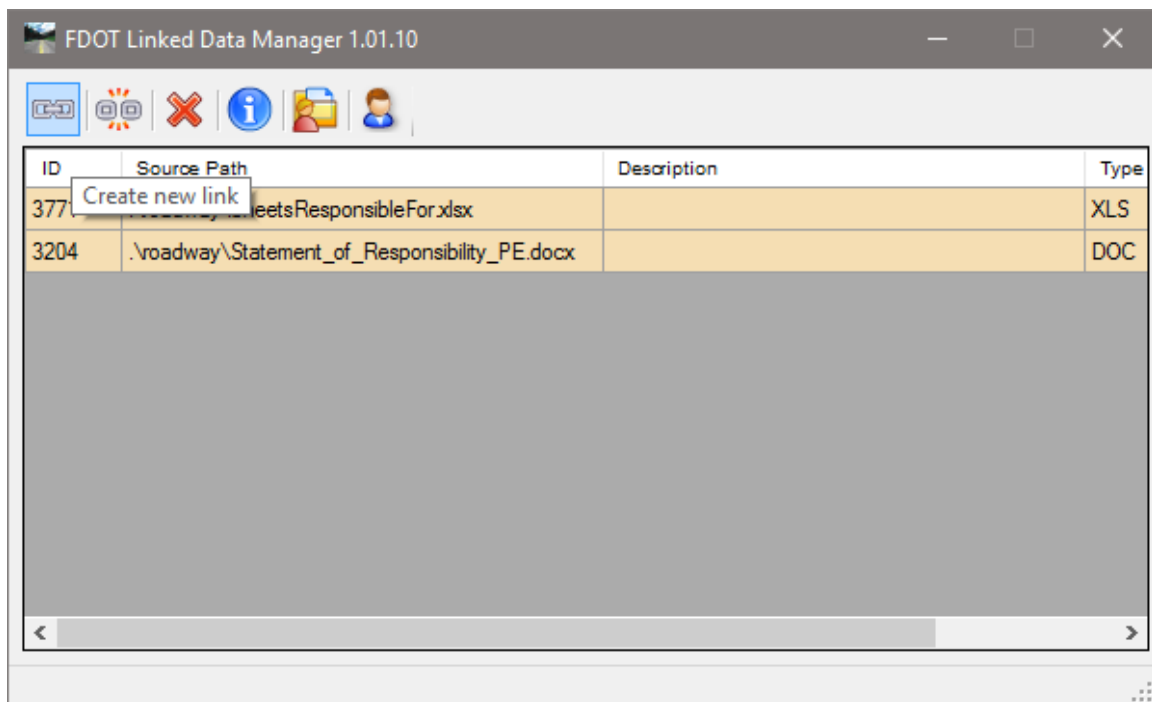 FDOT Linked Data Manager 1.01.10
ID Source Path Description Type
Create new link
3771 SheetsResponsibleFor.xlsx XLS
3204 .\roadway\Statement_of_Responsibility_PE.docx DOC